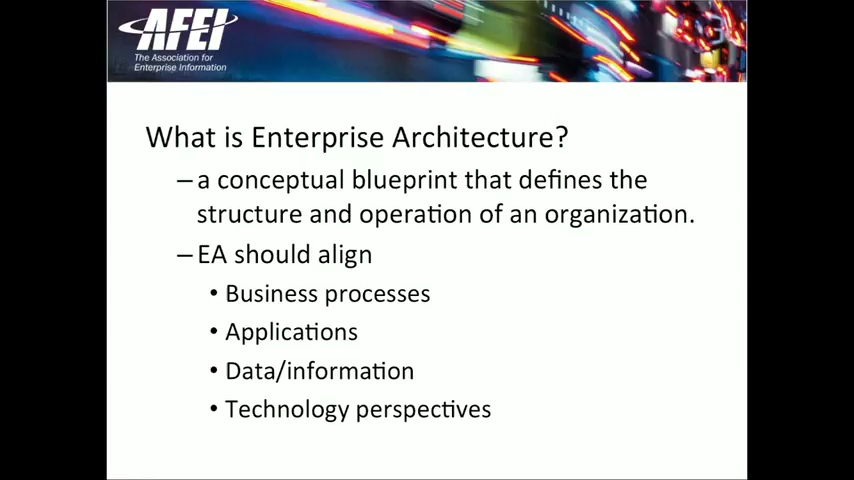 AFEI
The Association for
Enterprise Information
What is Enterprise Architecture?
– a conceptual blueprint that defines the
structure and operation of an organization.
– EA should align
• Business processes
• Applications
• Data/information
• Technology perspectives